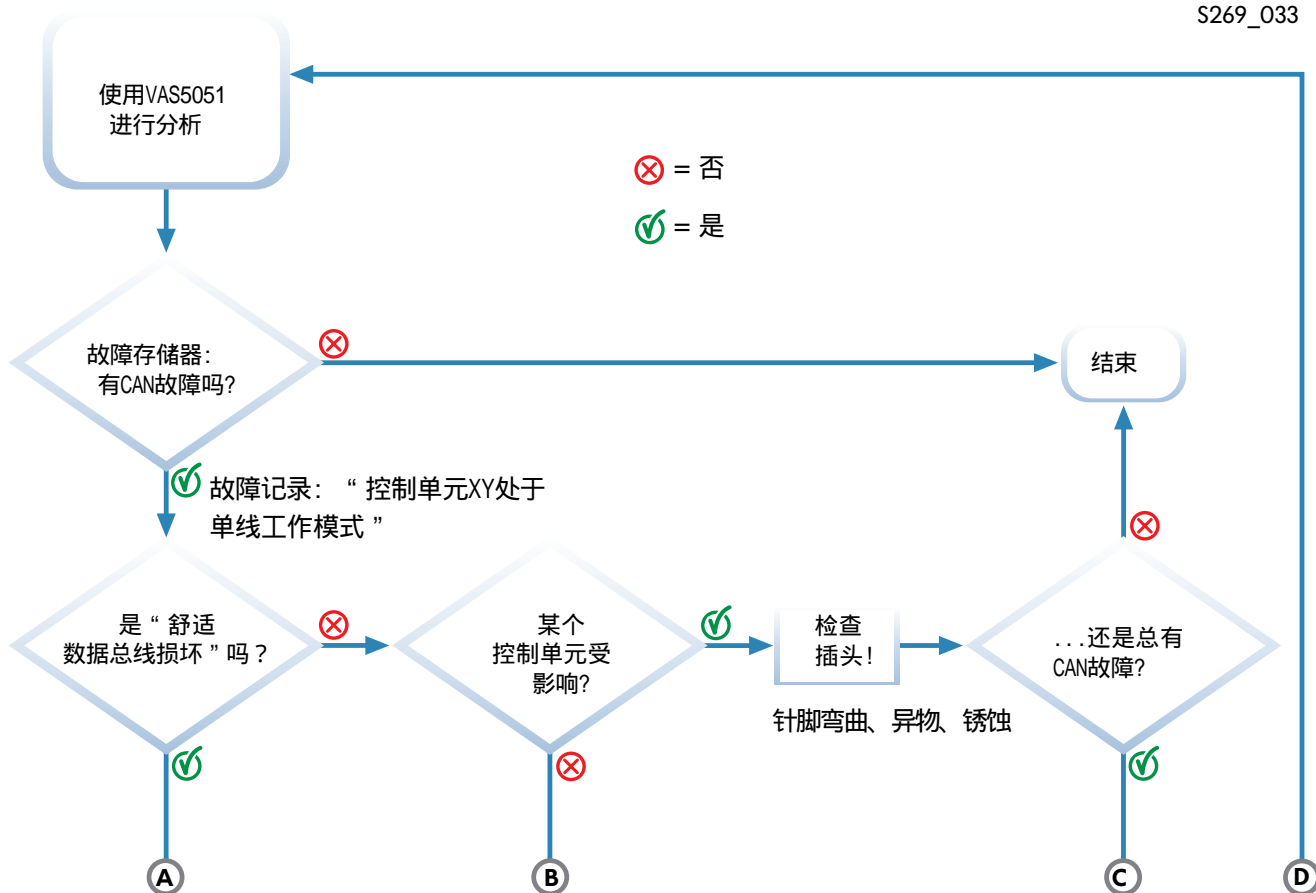 S269_033
使用VAS5051
进行分析
= 否
= 是
故障存储器:
有CAN故障吗?
结束
故障记录: “控制单元XY处于
单线工作模式”
是“舒适
数据总线损坏”吗?
某个
控制单元受
影响?
检查
插头!
...还是总有
CAN故障?
针脚弯曲、异物、锈蚀
A
B
C
D